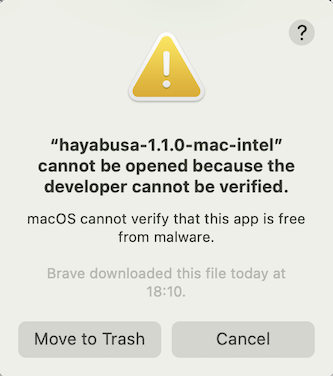 ?
“hayabusa-1.1.0-mac-intel”
cannot be opened because the
developer cannot be verified.
macOS cannot verify that this app is free
from malware.
Brave downloaded this file today at
18:10.
Move to Trash
Cancel